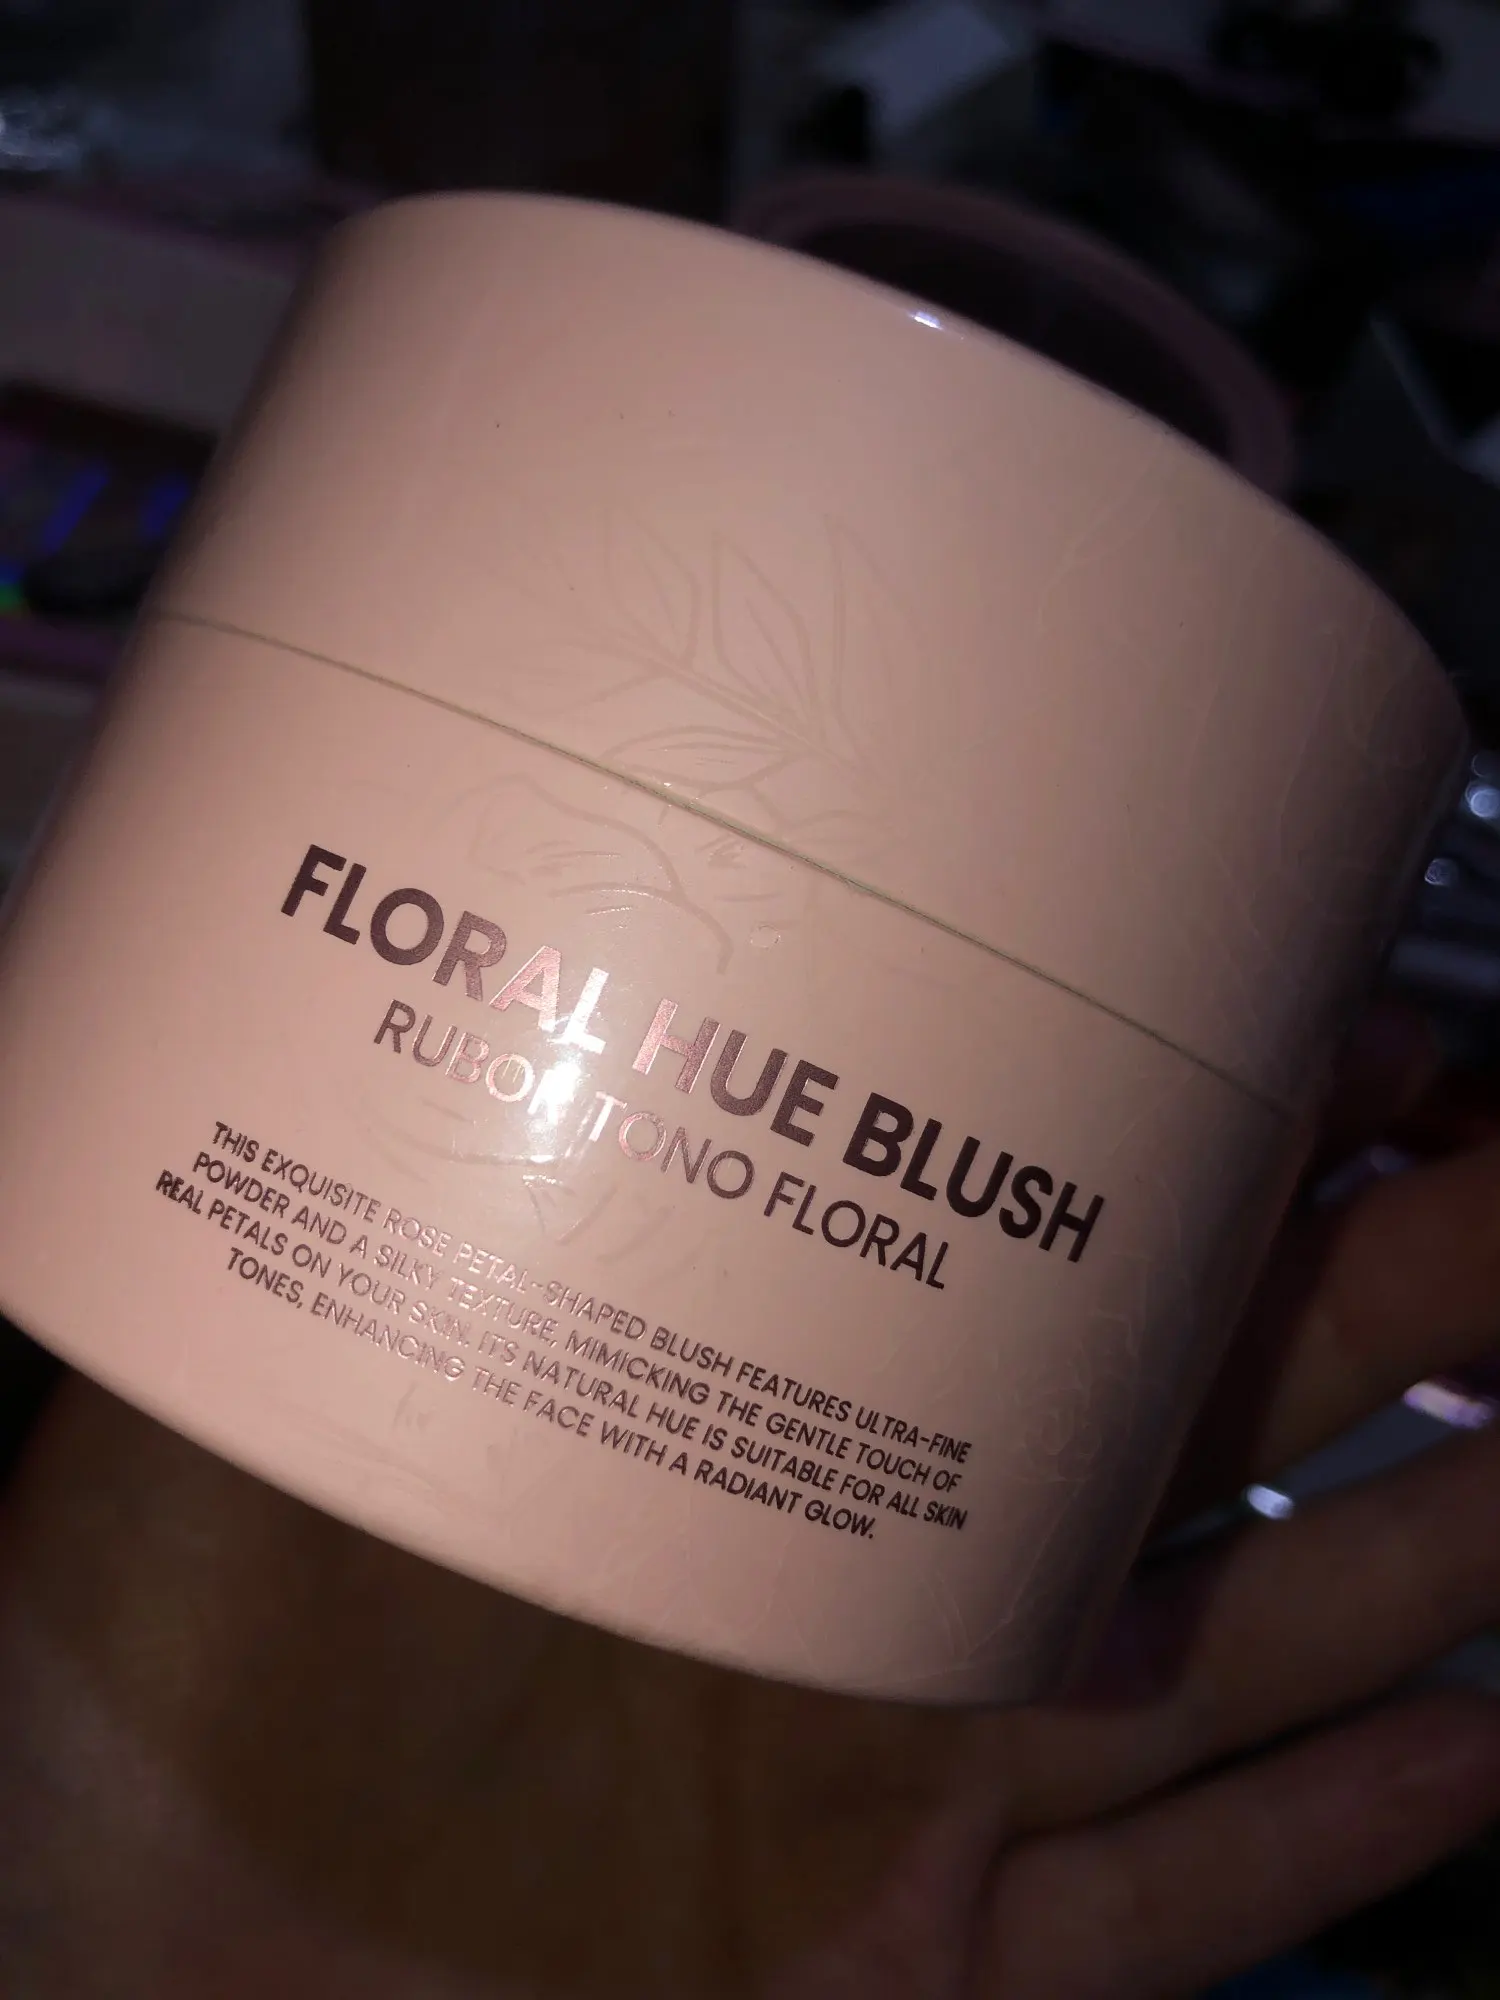 FLORAL HUE BLUSH
RUBOR TONO FLORAL
THIS EXQUISITE ROSE PETAL-SHAPED BLUSH FEATURES ULTRA-FINE
POWDER AND A SILKY TEXTURE, MIMICKING THE GENTLE TOUCH OF
REAL PETALS ON YOUR SKIN. ITS NATURAL HUE IS SUITABLE FOR ALL SKIN
TONES, ENHANCING THE FACE WITH A RADIANT GLOW.